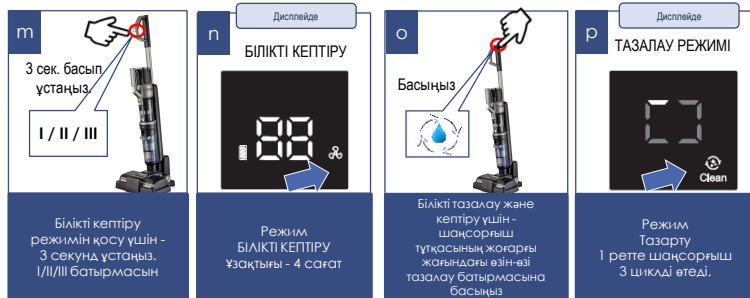 m
3 сек. басып
ұстаңыз.
I / II / III
Білікті кептіру
режимін қосу үшін -
3 секунд ұстаңыз.
I/II/III батырмасын
n
Дисплейде
БІЛІКТІ КЕПТІРУ
88
Режим
БІЛІКТІ КЕПТІРУ
Ұзақтығы - 4 сағат
o
Басыңыз
Білікті тазалау және
кептіру үшін -
шаңсорғыш
тұтқасының жоғарғы
жағындағы өзін-өзі
тазалау батырмасына
басыңыз
p
Дисплейде
ТАЗАЛАУ РЕЖИМІ
Clean
Режим
Тазарту
1 ретте шаңсорғыш
3 циклді өтеді.